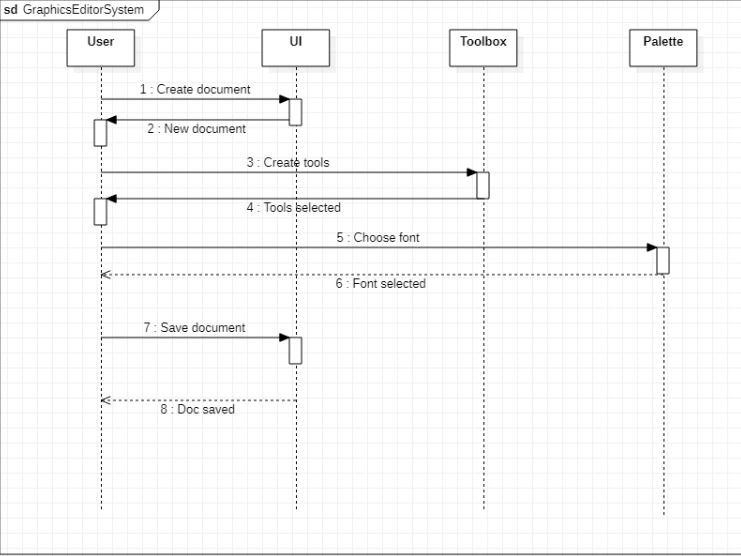 sd GraphicsEditorSystem
User
UI
Toolbox
Palette
1 : Create document
2 : New document
3 : Create tools
4 : Tools selected
5 : Choose font
6 : Font selected
7 : Save document
8 : Doc saved